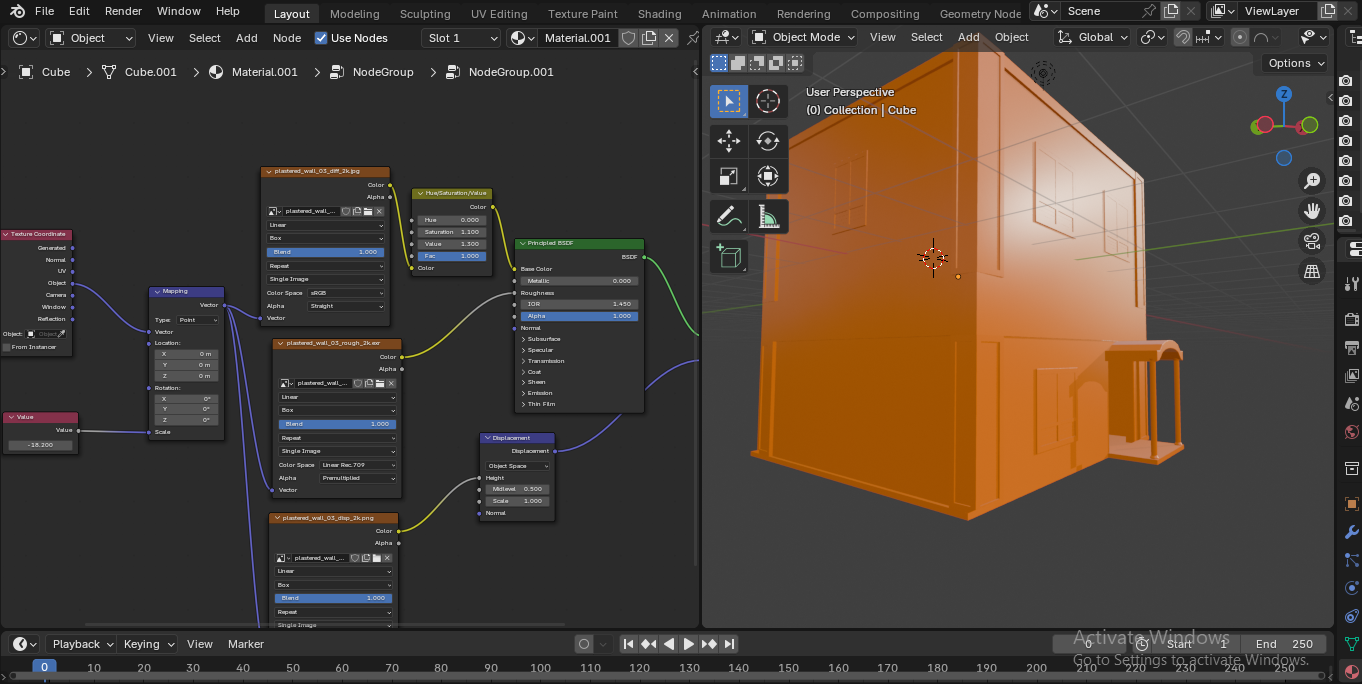 File Edit Render Window Help Layout Modeling Sculpting UV Editing Texture Paint Shading Animation Rendering Compositing Geometry Node Scene ViewLayer
Object View Select Add Node Use Nodes Slot 1 Material.001
Object Mode View Select Add Object Global
Cube Cube.001 Material.001 NodeGroup NodeGroup.001
Options
User Perspective
(0) Collection | Cube
Z
Texture Coordinate
Generated
Normal
UV
Object
Camera
Window
Reflection
Object: Object
From Instancer
Value
Value
-18.200
Mapping
Vector
Type: Point
Vector
Location:
X 0 m
Y 0 m
Z 0 m
Rotation:
X 0°
Y 0°
Z 0°
Scale
plastered_wall_03_diff_2k.jpg
Color
Alpha
plastered_wall_...
Linear
Box
Blend 1.000
Repeat
Single Image
Color Space sRGB
Alpha Straight
Vector
plastered_wall_03_rough_2k.exr
Color
Alpha
plastered_wall_...
Linear
Box
Blend 1.000
Repeat
Single Image
Color Space Linear Rec.709
Alpha Premultiplied
Vector
plastered_wall_03_disp_2k.png
Color
Alpha
plastered_wall_...
Linear
Box
Blend 1.000
Repeat
Single Image
Hue/Saturation/Value
Color
Hue 0.000
Saturation 1.100
Value 1.300
Fac 1.000
Color
Principled BSDF
BSDF
Base Color
Metallic 0.000
Roughness
IOR 1.450
Alpha 1.000
Normal
Subsurface
Specular
Transmission
Coat
Sheen
Emission
Thin Film
Displacement
Displacement
Object Space
Height
Midlevel 0.500
Scale 1.000
Normal
Playback Keying View Marker 0 Start 1 End 250
Activate Windows
Go to Settings to activate Windows.
0 10 20 30 40 50 60 70 80 90 100 110 120 130 140 150 160 170 180 190 200 210 220 230 240 250